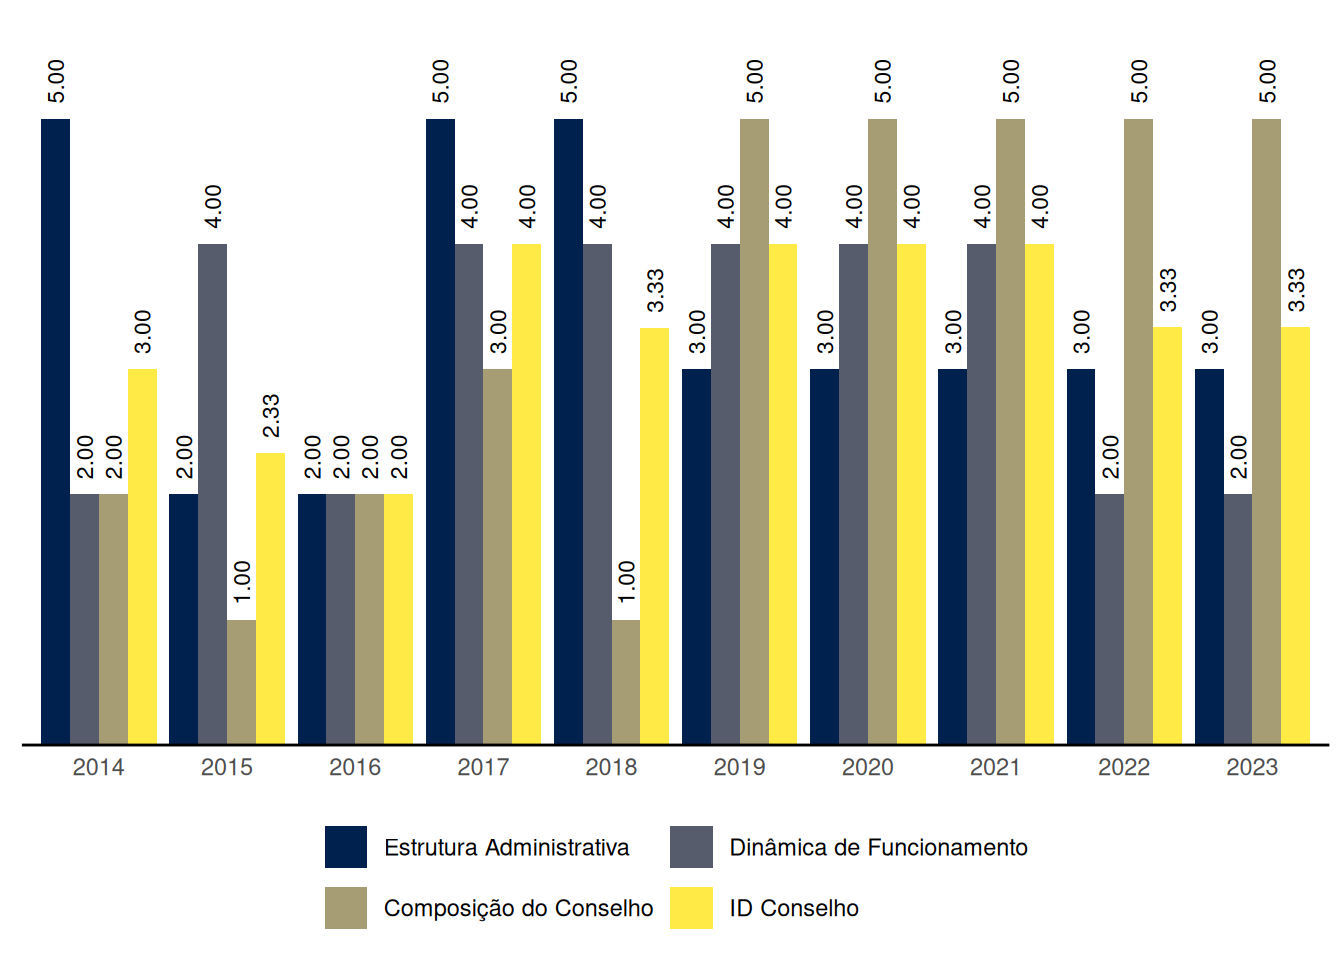 5.00 5.00 5.00 5.00 5.00 5.00 5.00 5.00
4.00 4.00 4.00 4.00 4.00 4.00 4.00 4.00 4.00 4.00
3.00 2.33 3.00 3.33 3.00 3.00 3.00 3.00 3.33 3.00 3.33
2.00 2.00 2.00 2.00 2.00 2.00 2.00 2.00 2.00
1.00 1.00
2014 2015 2016 2017 2018 2019 2020 2021 2022 2023
Estrutura Administrativa Dinâmica de Funcionamento
Composição do Conselho ID Conselho